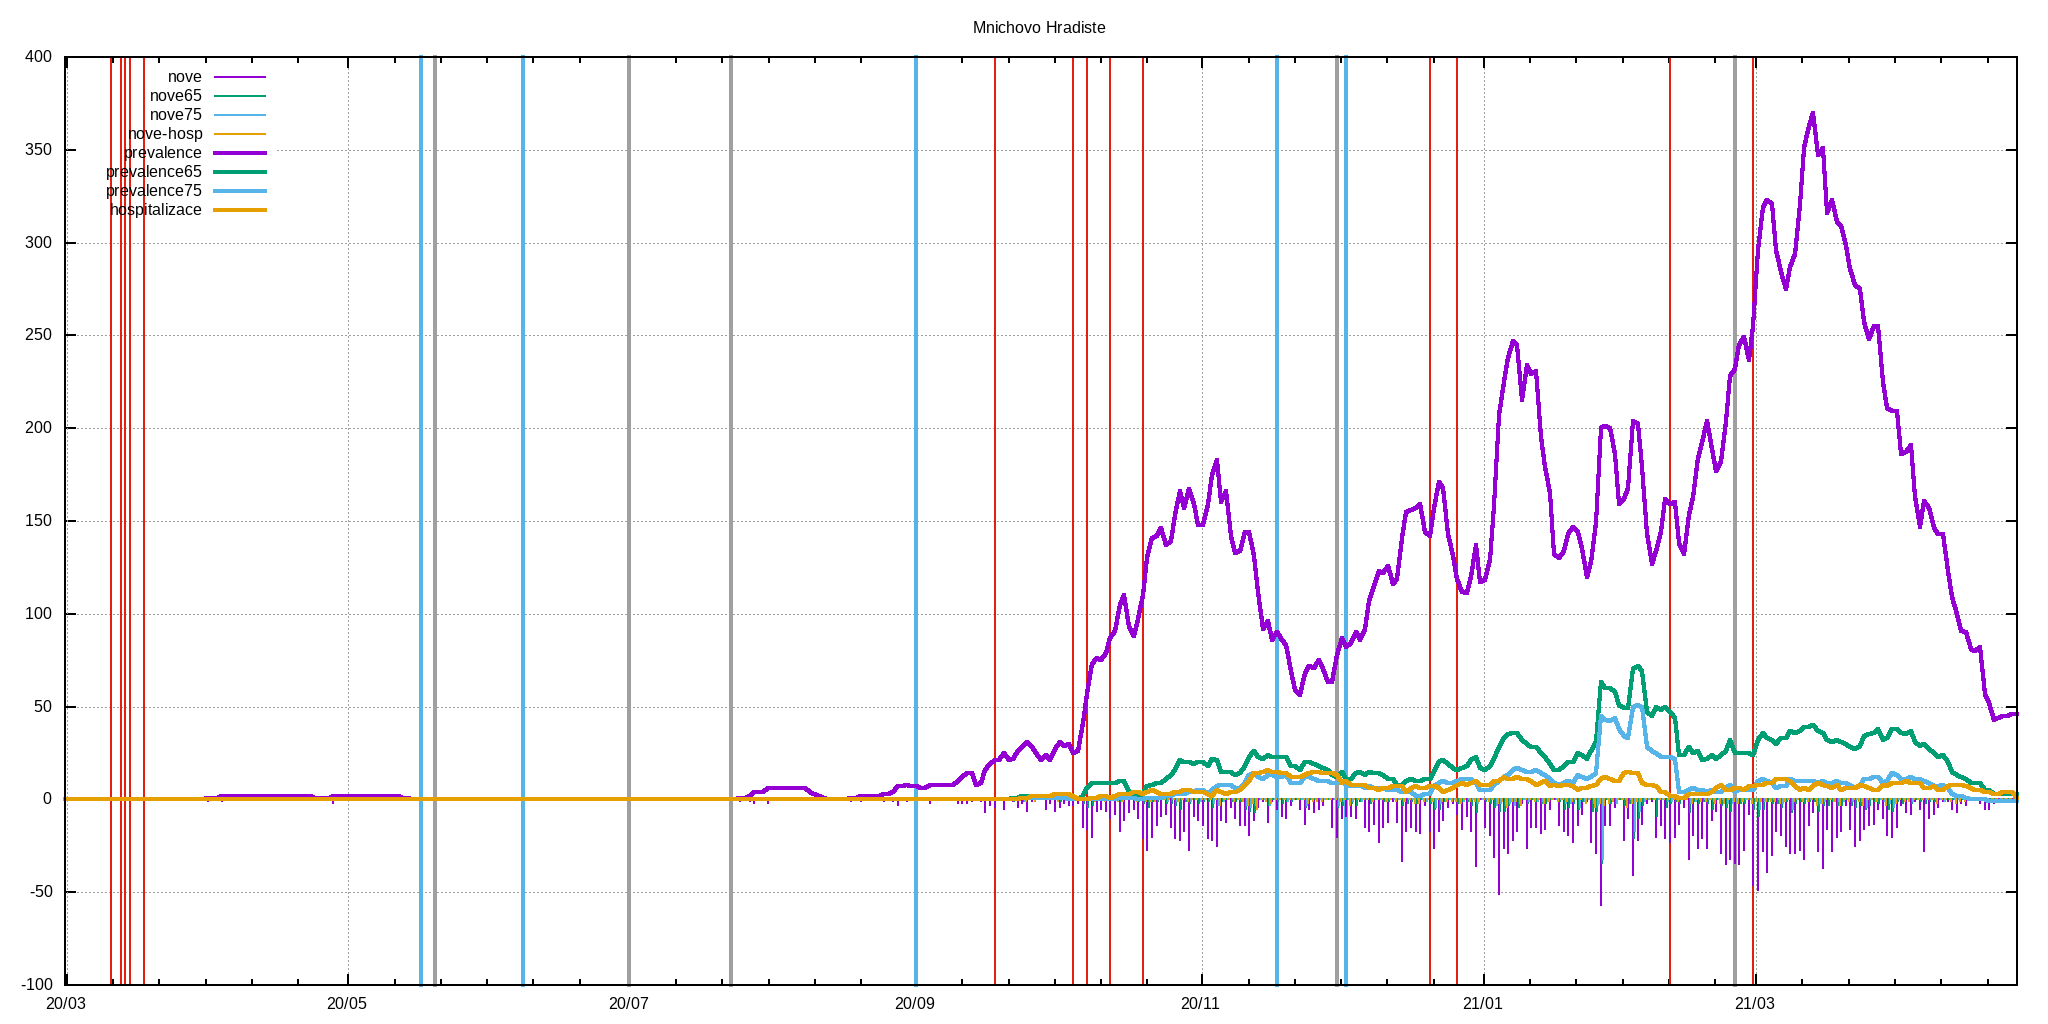 Mnichovo Hradiste
400
350
300
250
200
150
100
50
0
-50
-100
nove
nove65
nove75
nove-hosp
prevalence
prevalence65
prevalence75
hospitalizace
20/03 20/05 20/07 20/09 20/11 21/01 21/03